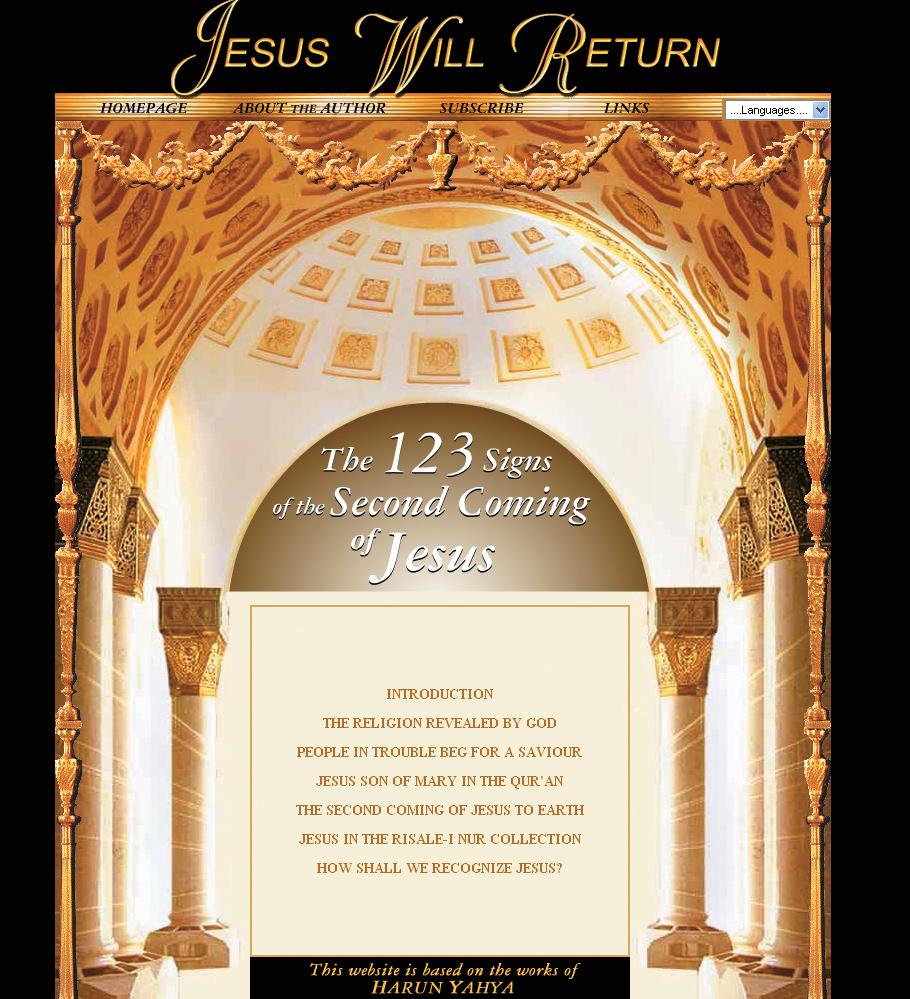 Jesus Will Return
HOMEPAGE ABOUT THE AUTHOR SUBSCRIBE LINKS ....Languages....
The 123 Signs
of the Second Coming
of Jesus
INTRODUCTION
THE RELIGION REVEALED BY GOD
PEOPLE IN TROUBLE BEG FOR A SAVIOUR
JESUS SON OF MARY IN THE QUR'AN
THE SECOND COMING OF JESUS TO EARTH
JESUS IN THE RISALE-I NUR COLLECTION
HOW SHALL WE RECOGNIZE JESUS?
This website is based on the works of
HARUN YAHYA